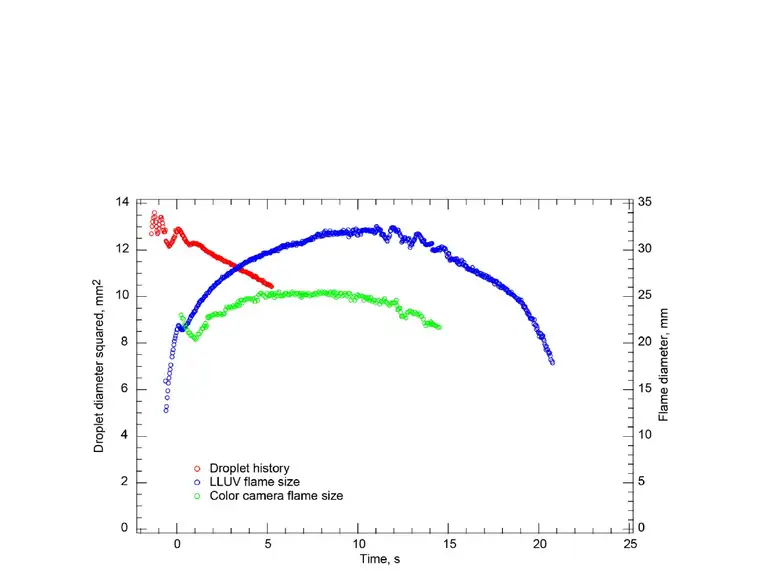 14
12
10
8
6
4
2
0
Droplet diameter squared, mm2
35
30
25
20
15
10
5
0
Flame diameter, mm
Droplet history
LLUV flame size
Color camera flame size
0 5 10 15 20 25
Time, s